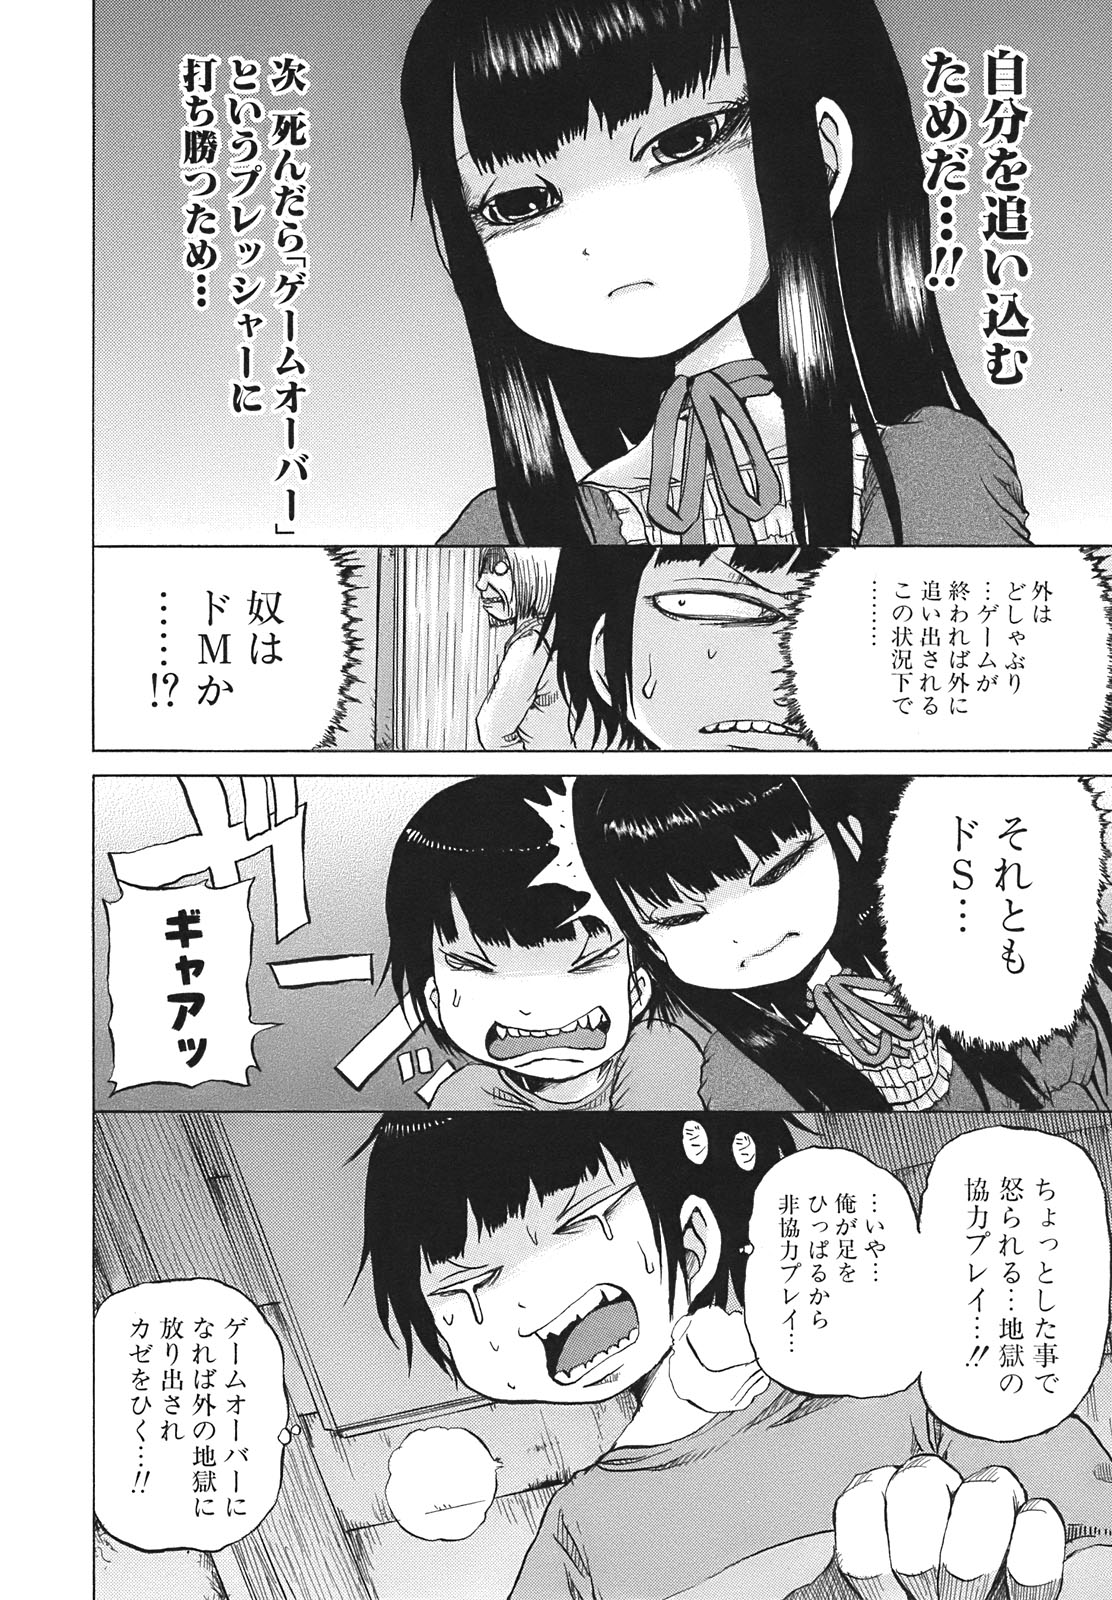 自分を追い込む
ためだ…‥!!
次 死んだら「ゲームオーバー」
というプレッシャーに
打ち勝つため…
外は
どしゃぶり
…ゲームが
終われば外に
追い出される
この状況下で
………
奴は
ドMか
……!?
それとも
ドS…
ギャアッ
ちょっとした事で
怒られる…地獄の
協力プレイ…!!
ジン
ジン
…いや…
俺が足を
ひっぱるから
非協力プレイ…
ゲームオーバーに
なれば外の地獄に
放り出され
カゼをひく…!!